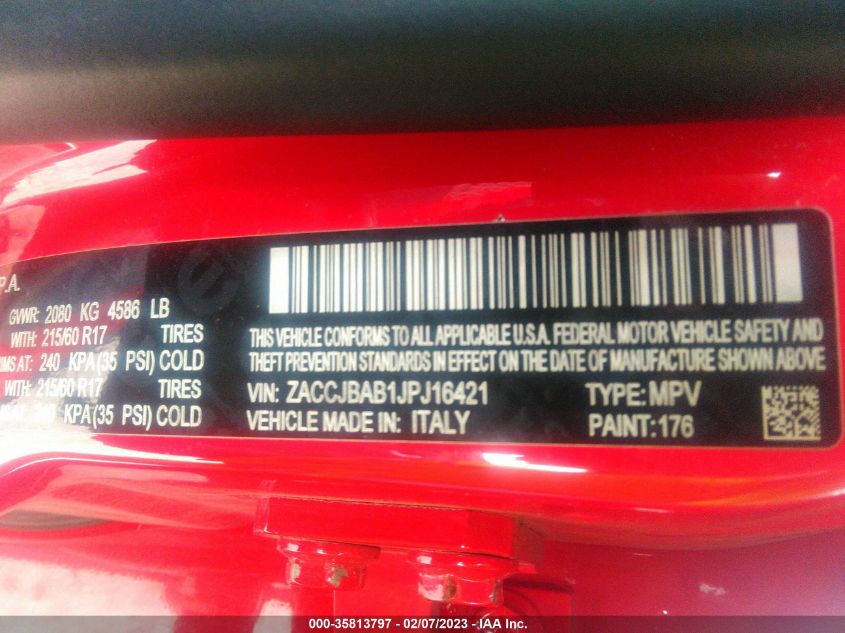 P.A.
GVWR: 2080 KG 4586 LB
WITH: 215/60 R17 TIRES
IMS AT: 240 KPA(35 PSI) COLD
WITH: 215/60 R17 TIRES
AT: 240 KPA(35 PSI) COLD
THIS VEHICLE CONFORMS TO ALL APPLICABLE U.S.A. FEDERAL MOTOR VEHICLE SAFETY AND
THEFT PREVENTION STANDARDS IN EFFECT ON THE DATE OF MANUFACTURE SHOWN ABOVE
VIN: ZACCJBAB1JPJ16421 TYPE: MPV
VEHICLE MADE IN: ITALY PAINT: 176
000-35813797 - 02/07/2023 - IAA Inc.